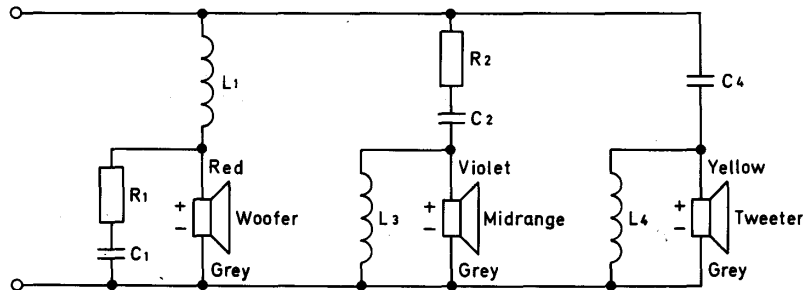 R2
C4
L1
C2
Red
Violet
Yellow
R1
+
−
Woofer
L3
+
−
Midrange
L4
+
−
Tweeter
C1
Grey
Grey
Grey